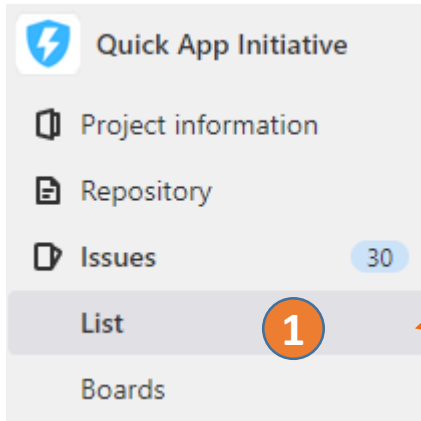 Quick App Initiative
Project information
Repository
Issues 30
List 1
Boards